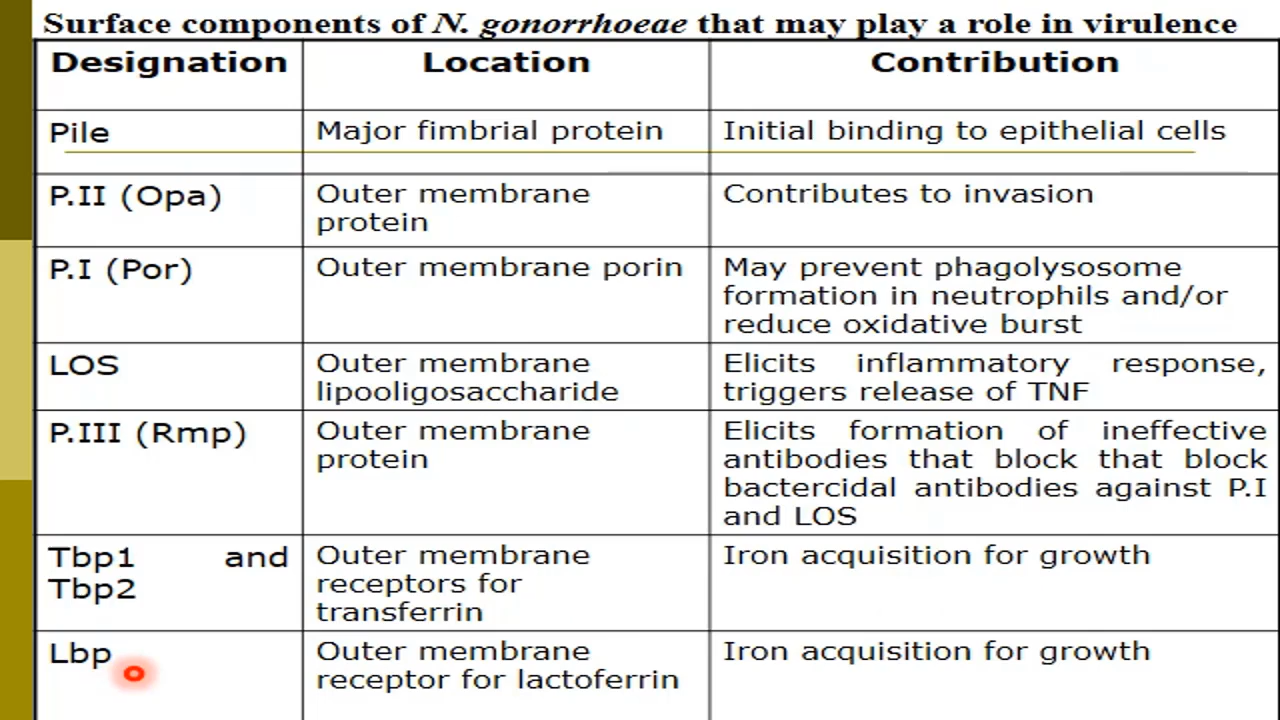 Surface components of N. gonorrhoeae that may play a role in virulence
Designation Location Contribution
Pile Major fimbrial protein Initial binding to epithelial cells
P.II (Opa) Outer membrane Contributes to invasion
protein
P.I (Por) Outer membrane porin May prevent phagolysosome
formation in neutrophils and/or
reduce oxidative burst
LOS Outer membrane Elicits inflammatory response,
lipooligosaccharide triggers release of TNF
P.III (Rmp) Outer membrane Elicits formation of ineffective
protein antibodies that block that block
bactercidal antibodies against P.I
and LOS
Tbp1 and Outer membrane Iron acquisition for growth
Tbp2 receptors for
transferrin
Lbp Outer membrane Iron acquisition for growth
receptor for lactoferrin